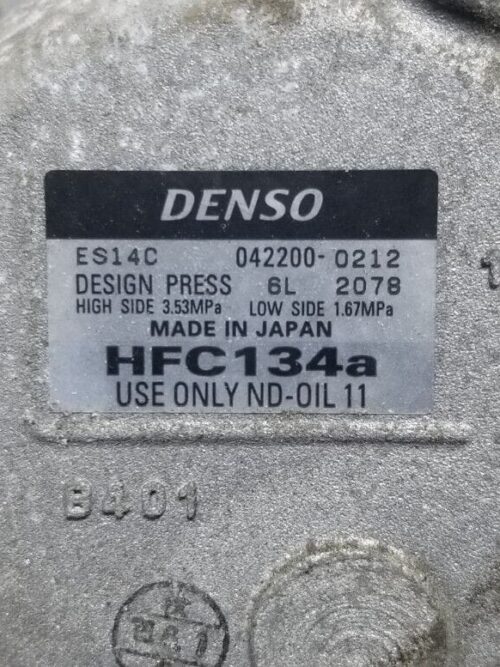 DENSO
ES14C 042200-0212
DESIGN PRESS 6L 2078
HIGH SIDE 3.53MPa LOW SIDE 1.67MPa
MADE IN JAPAN
HFC134a
USE ONLY ND-OIL 11
B401